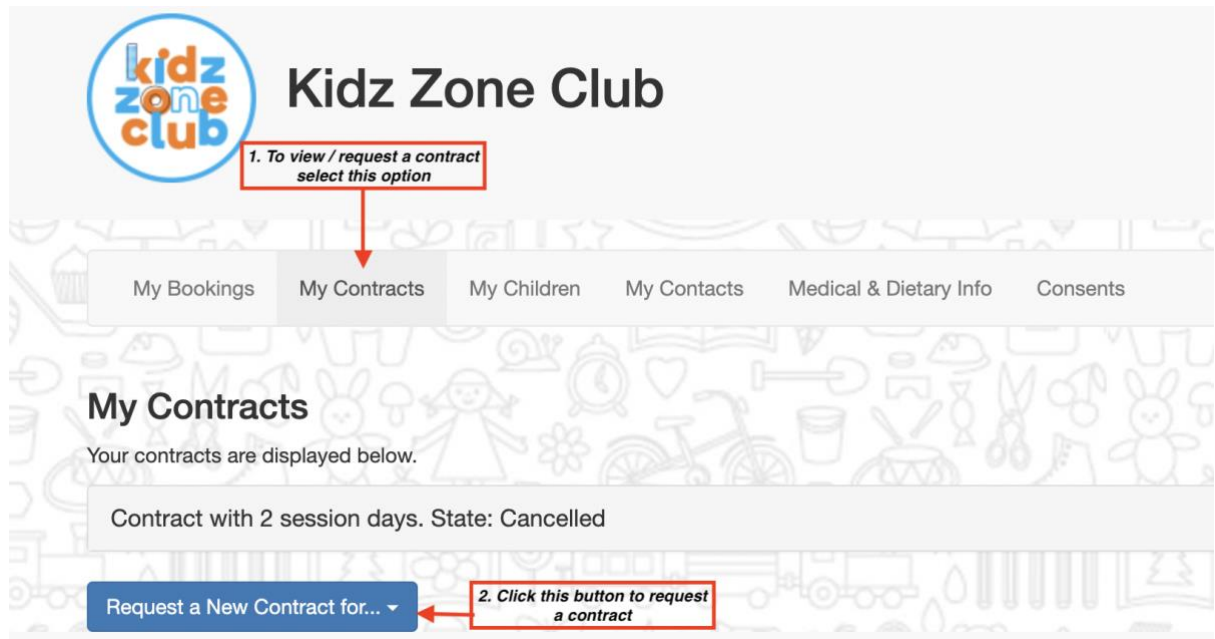 kidz
zone
club
Kidz Zone Club
1. To view / request a contract
select this option
My Bookings My Contracts My Children My Contacts Medical & Dietary Info Consents
My Contracts
Your contracts are displayed below.
Contract with 2 session days. State: Cancelled
Request a New Contract for...
2. Click this button to request
a contract